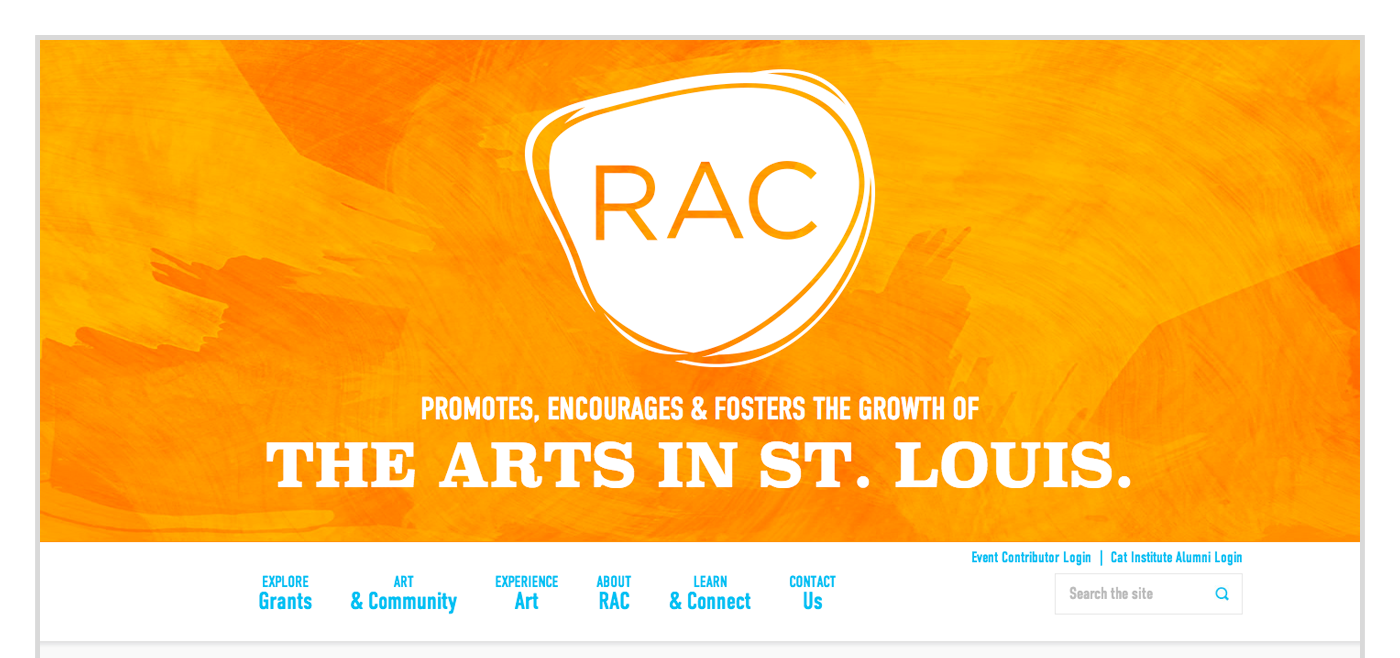 RAC
PROMOTES, ENCOURAGES & FOSTERS THE GROWTH OF
THE ARTS IN ST. LOUIS.
Event Contributor Login | Cat Institute Alumni Login
EXPLORE
Grants
ART
& Community
EXPERIENCE
Art
ABOUT
RAC
LEARN
& Connect
CONTACT
Us
Search the site